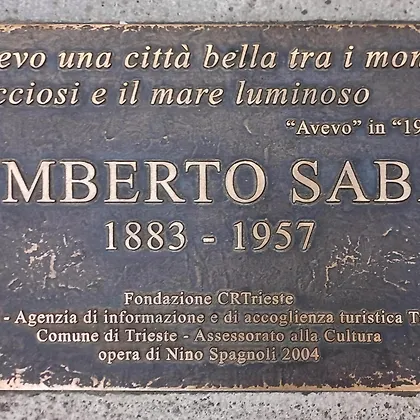 evo una città bella tra i mon
cciosi e il mare luminoso
"Avevo" in "19
MBERTO SAB
1883 - 1957
Fondazione CRTrieste
- Agenzia di informazione e di accoglienza turistica T
Comune di Trieste - Assessorato alla Cultura
opera di Nino Spagnoli 2004